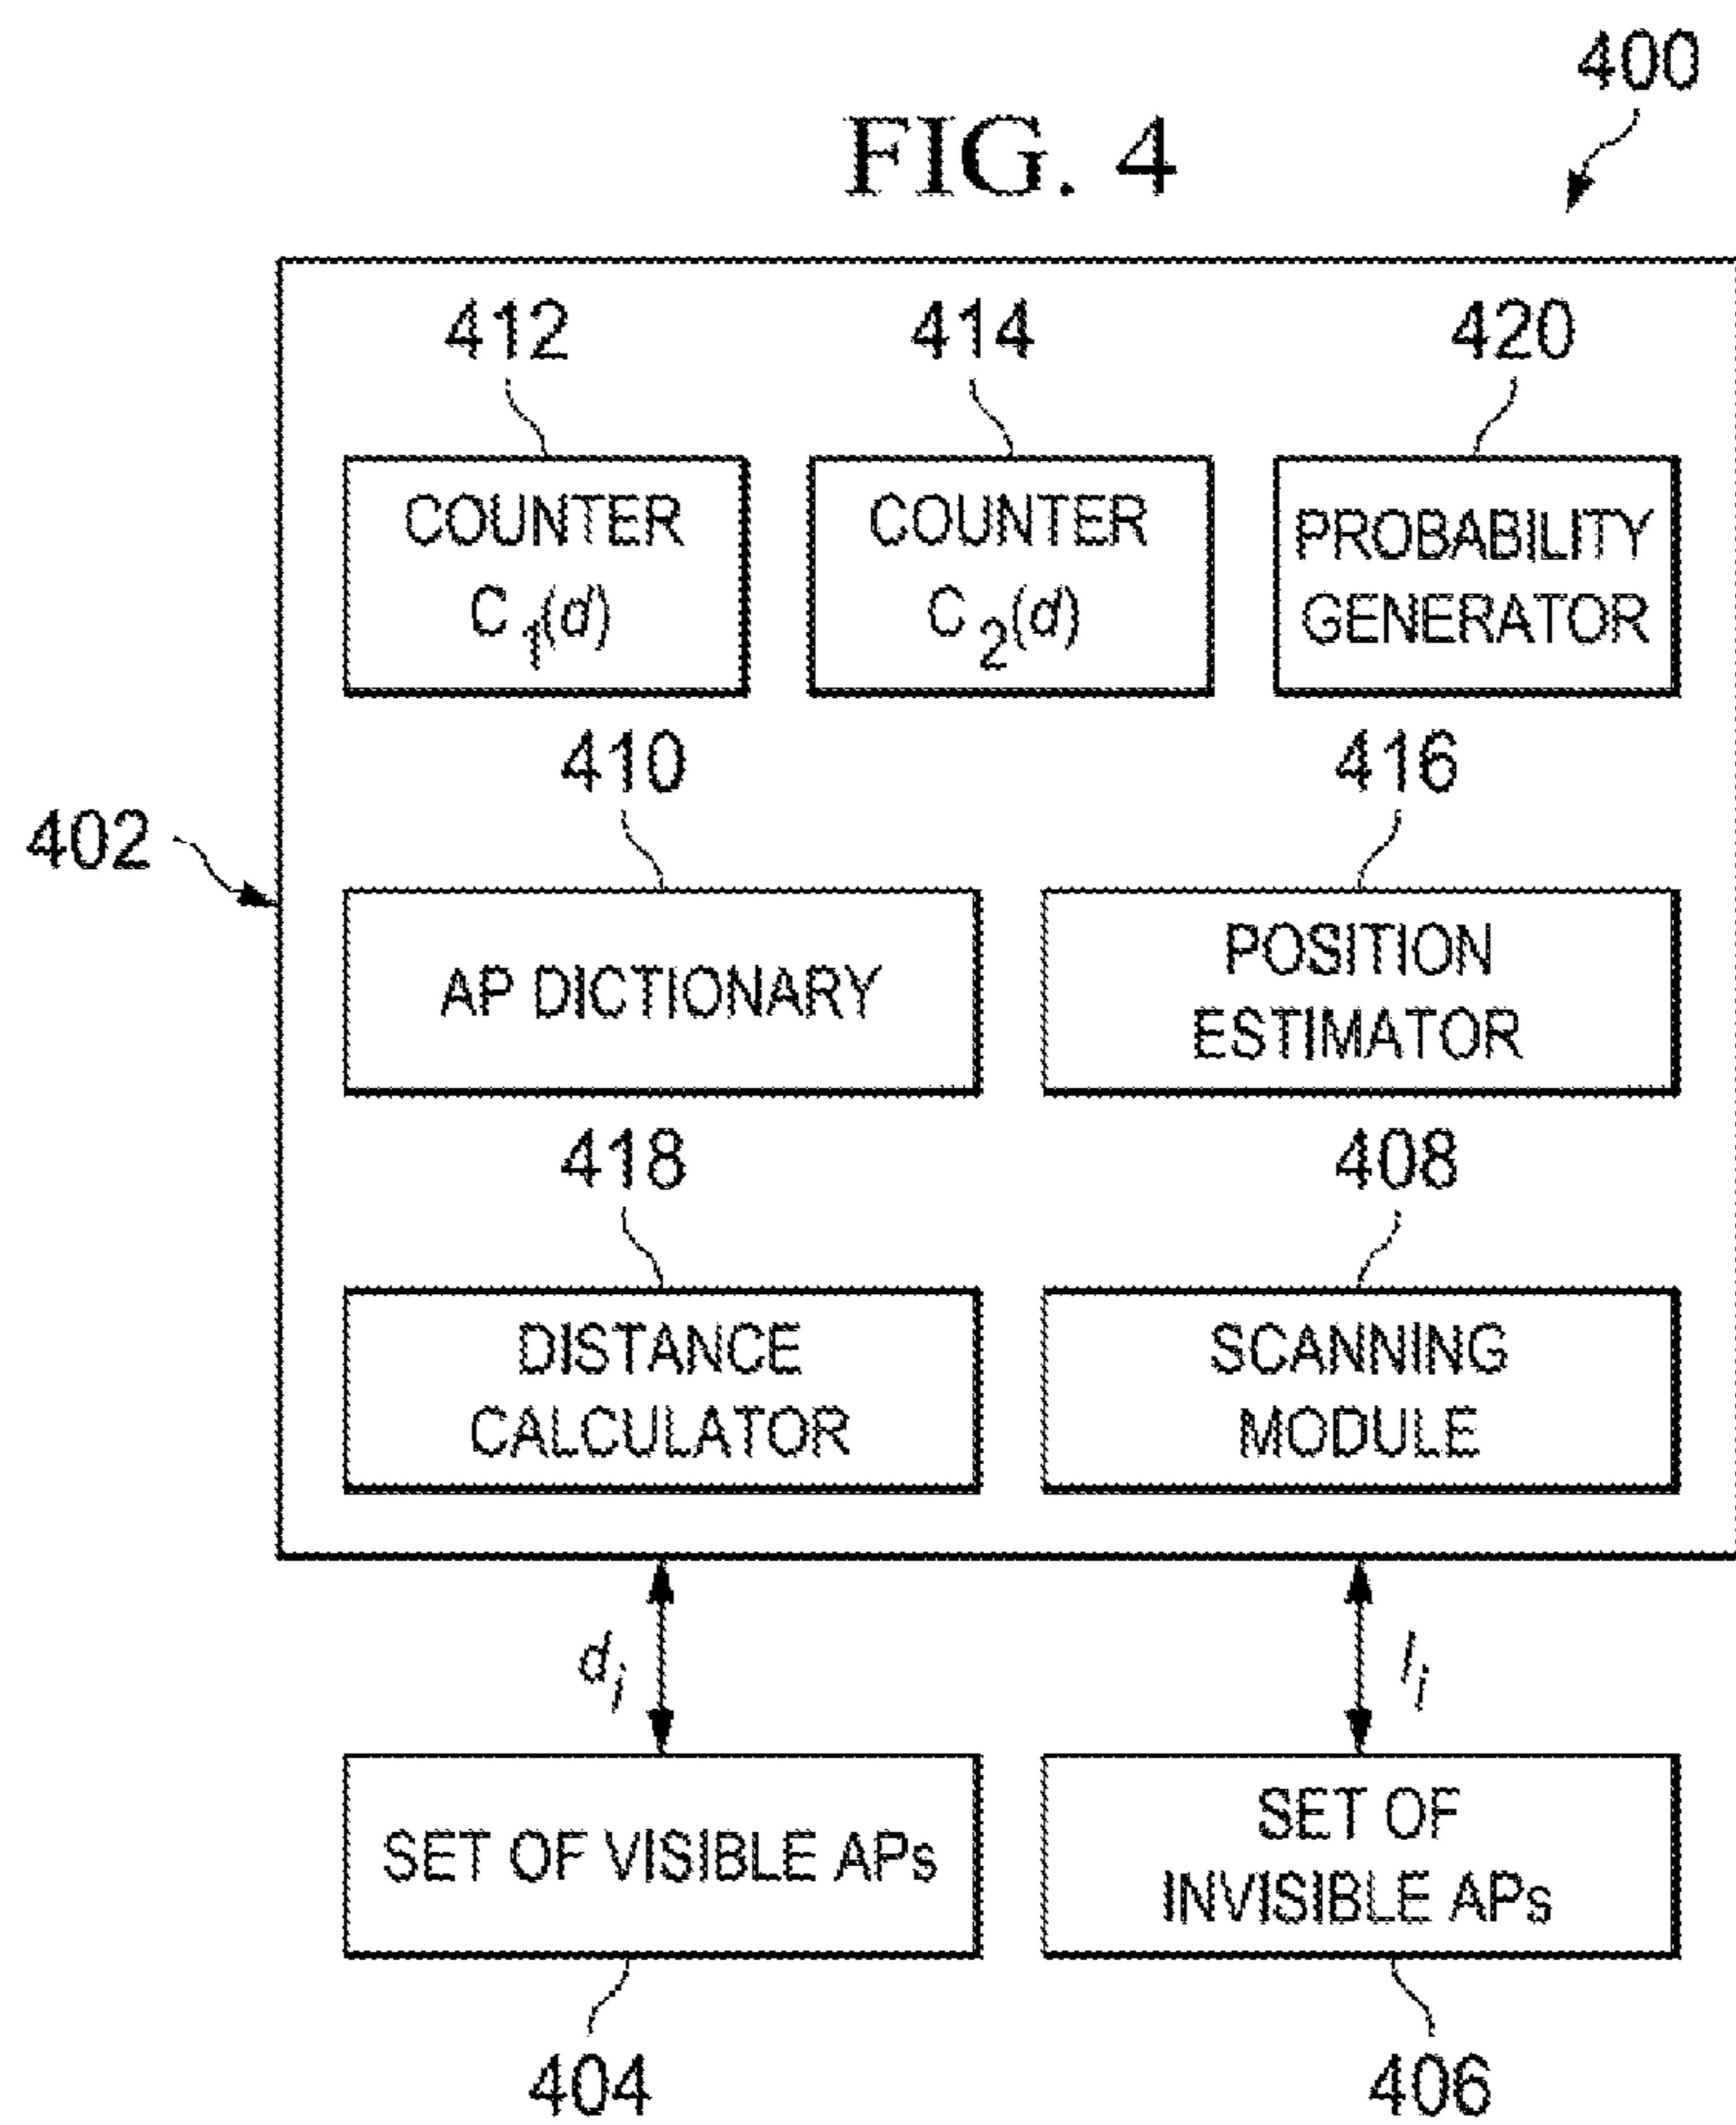 400
FIG. 4
412
414
420
COUNTER
C₁(d)
COUNTER
C₂(d)
PROBABILITY
GENERATOR
410
416
402
AP DICTIONARY
POSITION
ESTIMATOR
418
408
DISTANCE
CALCULATOR
SCANNING
MODULE
dᵢ
lᵢ
SET OF VISIBLE APs
SET OF
INVISIBLE APs
404
406